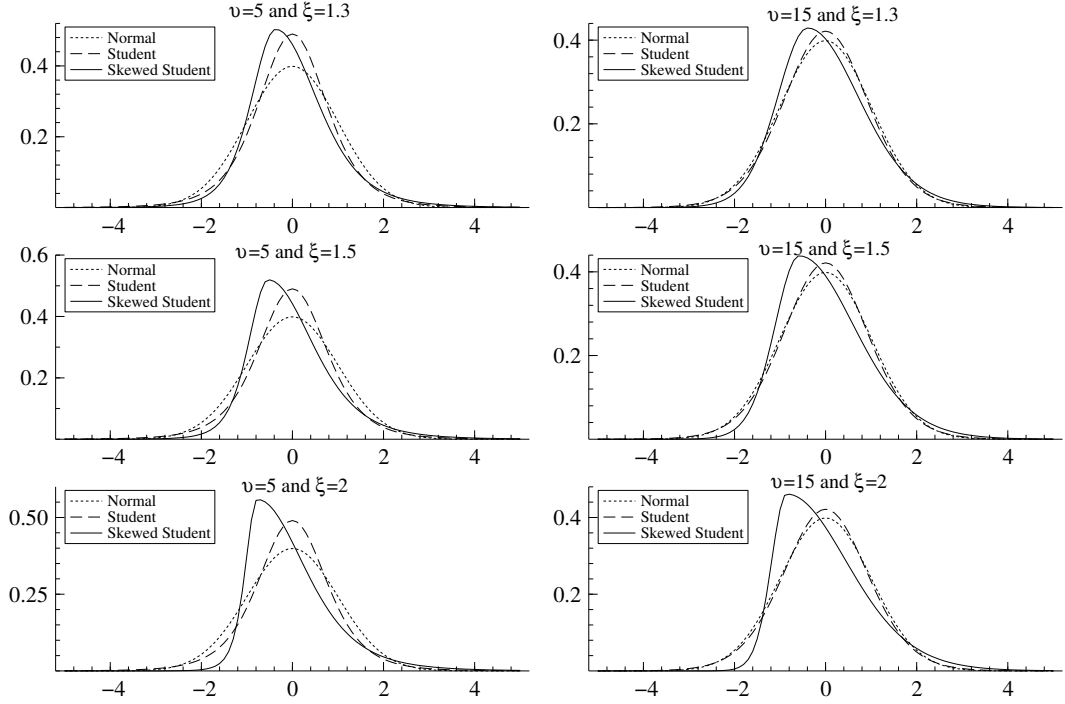 υ=5 and ξ=1.3
Normal
Student
Skewed Student
0.4
0.2
−4 −2 0 2 4
υ=15 and ξ=1.3
Normal
Student
Skewed Student
0.4
0.2
−4 −2 0 2 4
υ=5 and ξ=1.5
Normal
Student
Skewed Student
0.6
0.4
0.2
−4 −2 0 2 4
υ=15 and ξ=1.5
Normal
Student
Skewed Student
0.4
0.2
−4 −2 0 2 4
υ=5 and ξ=2
Normal
Student
Skewed Student
0.50
0.25
−4 −2 0 2 4
υ=15 and ξ=2
Normal
Student
Skewed Student
0.4
0.2
−4 −2 0 2 4